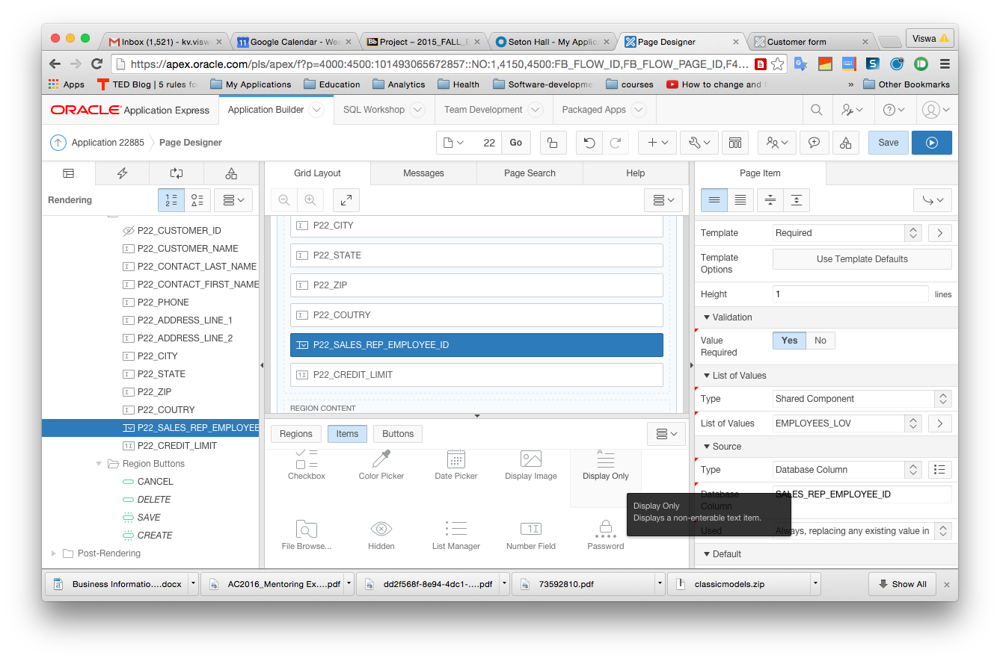 Inbox (1,521) - kv.visw
Google Calendar - Wee
Project – 2015_FALL_B
Seton Hall - My Applica
Page Designer
Customer form
Viswa
https://apex.oracle.com/pls/apex/f?p=4000:4500:101493065672857::NO:1,4150,4500:FB_FLOW_ID,FB_FLOW_PAGE_ID,F4...
Apps
TED Blog | 5 rules fo
My Applications
Education
Analytics
Health
Software-developme
courses
How to change and
»
Other Bookmarks
ORACLE Application Express
Application Builder
SQL Workshop
Team Development
Packaged Apps
Application 22885
Page Designer
22
Go
Save
Rendering
P22_CUSTOMER_ID
P22_CUSTOMER_NAME
P22_CONTACT_LAST_NAME
P22_CONTACT_FIRST_NAME
P22_PHONE
P22_ADDRESS_LINE_1
P22_ADDRESS_LINE_2
P22_CITY
P22_STATE
P22_ZIP
P22_COUTRY
P22_SALES_REP_EMPLOYEE
P22_CREDIT_LIMIT
Region Buttons
CANCEL
DELETE
SAVE
CREATE
Post-Rendering
Grid Layout
Messages
Page Search
Help
P22_CITY
P22_STATE
P22_ZIP
P22_COUTRY
P22_SALES_REP_EMPLOYEE_ID
P22_CREDIT_LIMIT
REGION CONTENT
Regions
Items
Buttons
Checkbox
Color Picker
Date Picker
Display Image
Display Only
File Browse...
Hidden
List Manager
Number Field
Password
Display Only
Displays a non-enterable text item.
Page Item
Template
Required
Template
Options
Use Template Defaults
Height
1
lines
Validation
Value
Required
Yes
No
List of Values
Type
Shared Component
List of Values
EMPLOYEES_LOV
Source
Type
Database Column
Database
Column
SALES_REP_EMPLOYEE_ID
Used
Always, replacing any existing value in
Default
Business Informatio....docx
AC2016_Mentoring Ex....pdf
dd2f568f-8e94-4dc1-....pdf
73592810.pdf
classicmodels.zip
Show All